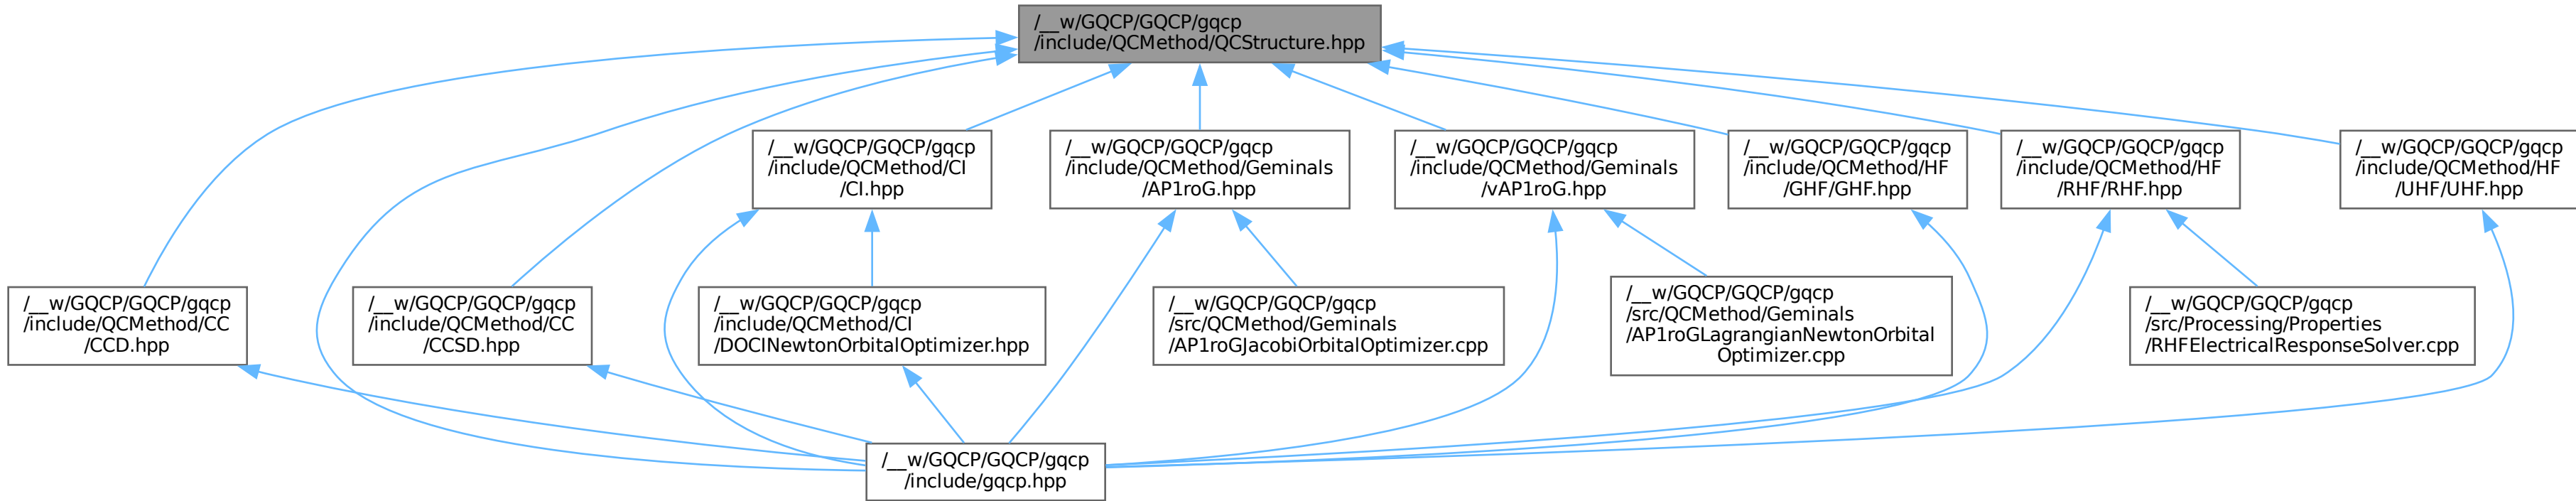 /__w/GQCP/GQCP/gqcp
/include/QCMethod/QCStructure.hpp
/__w/GQCP/GQCP/gqcp
/include/QCMethod/CI
/CI.hpp
/__w/GQCP/GQCP/gqcp
/include/QCMethod/Geminals
/AP1roG.hpp
/__w/GQCP/GQCP/gqcp
/include/QCMethod/Geminals
/vAP1roG.hpp
/__w/GQCP/GQCP/gqcp
/include/QCMethod/HF
/GHF/GHF.hpp
/__w/GQCP/GQCP/gqcp
/include/QCMethod/HF
/RHF/RHF.hpp
/__w/GQCP/GQCP/gqcp
/include/QCMethod/HF
/UHF/UHF.hpp
/__w/GQCP/GQCP/gqcp
/include/QCMethod/CC
/CCD.hpp
/__w/GQCP/GQCP/gqcp
/include/QCMethod/CC
/CCSD.hpp
/__w/GQCP/GQCP/gqcp
/include/QCMethod/CI
/DOCINewtonOrbitalOptimizer.hpp
/__w/GQCP/GQCP/gqcp
/src/QCMethod/Geminals
/AP1roGJacobiOrbitalOptimizer.cpp
/__w/GQCP/GQCP/gqcp
/src/QCMethod/Geminals
/AP1roGLagrangianNewtonOrbital
Optimizer.cpp
/__w/GQCP/GQCP/gqcp
/src/Processing/Properties
/RHFElectricalResponseSolver.cpp
/__w/GQCP/GQCP/gqcp
/include/gqcp.hpp